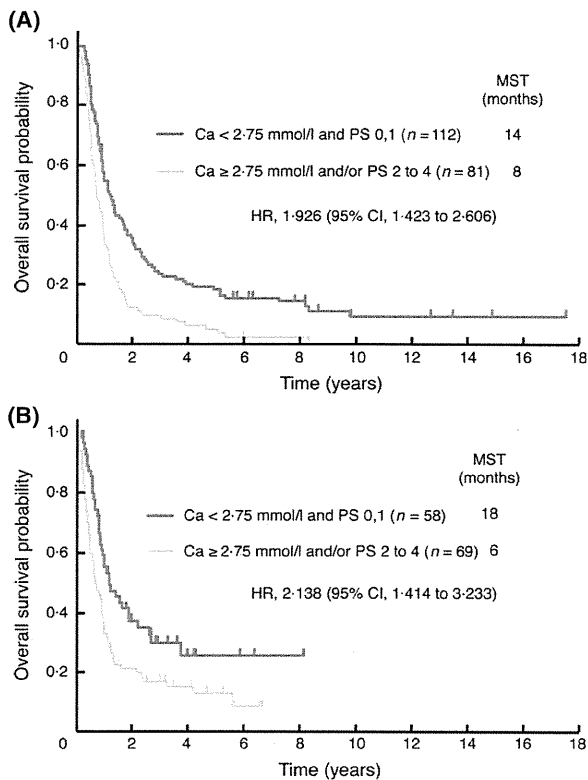 (A)
1·0
0·8
0·6
0·4
0·2
0
2
4
6
8
10
12
14
16
18
Overall survival probability
Time (years)
MST
(months)
Ca < 2·75 mmol/l and PS 0,1 (n = 112) 14
Ca ≥ 2·75 mmol/l and/or PS 2 to 4 (n = 81) 8
HR, 1·926 (95% CI, 1·423 to 2·606)
(B)
1·0
0·8
0·6
0·4
0·2
0
2
4
6
8
10
12
14
16
18
Overall survival probability
Time (years)
MST
(months)
Ca < 2·75 mmol/l and PS 0,1 (n = 58) 18
Ca ≥ 2·75 mmol/l and/or PS 2 to 4 (n = 69) 6
HR, 2·138 (95% CI, 1·414 to 3·233)